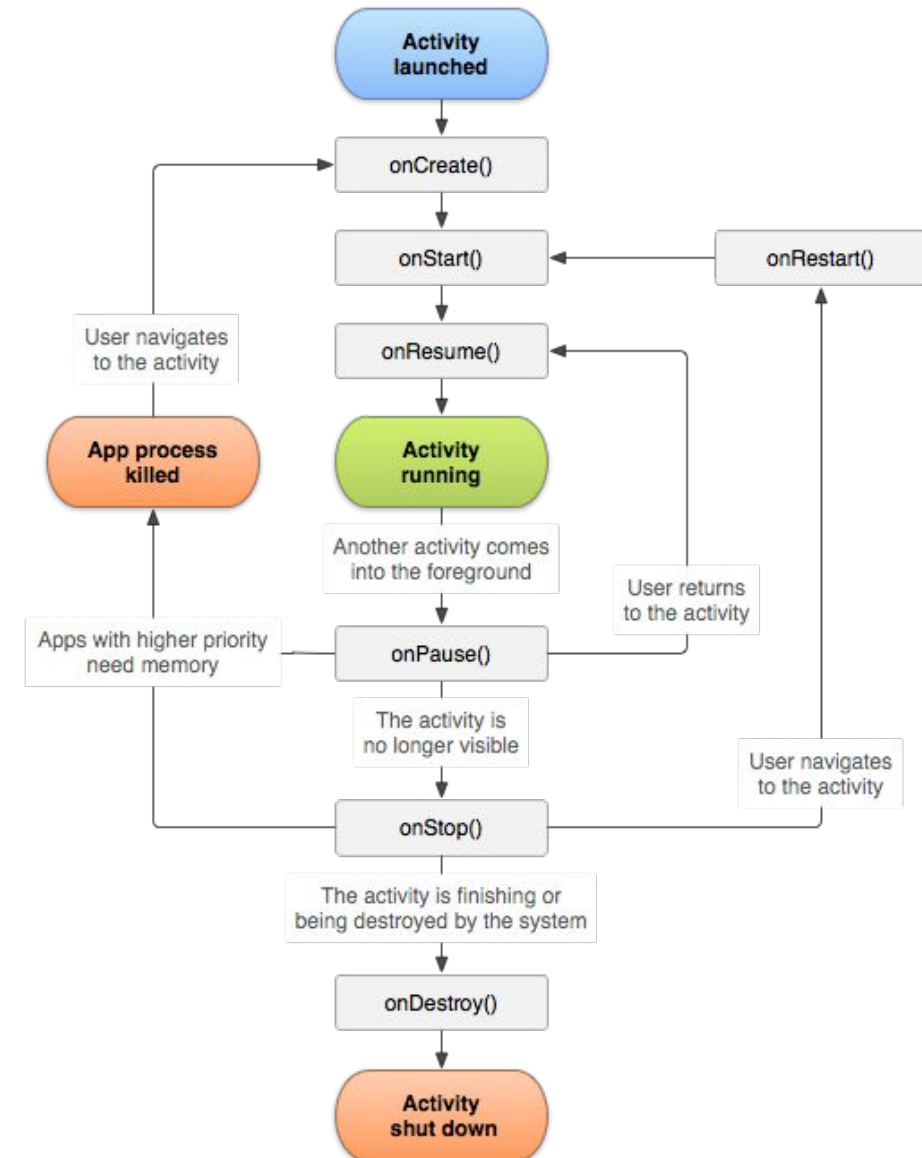 Activity
launched
onCreate()
onStart()
onRestart()
User navigates
to the activity
onResume()
App process
killed
Activity
running
Another activity comes
into the foreground
User returns
to the activity
Apps with higher priority
need memory
onPause()
The activity is
no longer visible
User navigates
to the activity
onStop()
The activity is finishing or
being destroyed by the system
onDestroy()
Activity
shut down